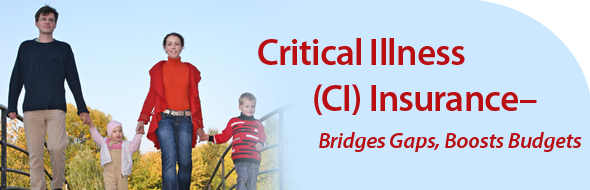 Critical Illness
(CI) Insurance–
Bridges Gaps, Boosts Budgets